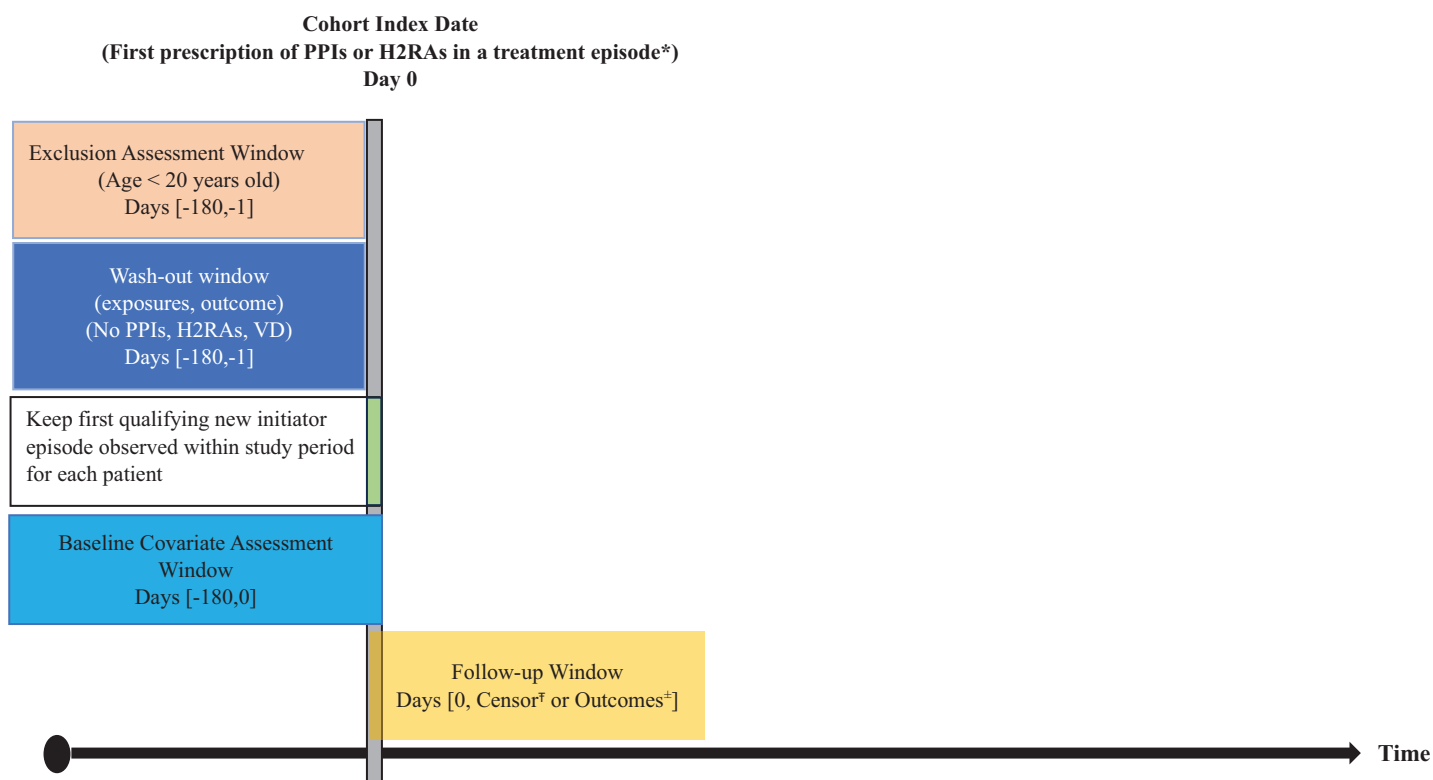 Cohort Index Date
(First prescription of PPIs or H2RAs in a treatment episode*)
Day 0
Exclusion Assessment Window
(Age < 20 years old)
Days [-180,-1]
Wash-out window
(exposures, outcome)
(No PPIs, H2RAs, VD)
Days [-180,-1]
Keep first qualifying new initiator
episode observed within study period
for each patient
Baseline Covariate Assessment
Window
Days [-180,0]
Follow-up Window
Days [0, Censor⸆ or Outcomes±]
Time